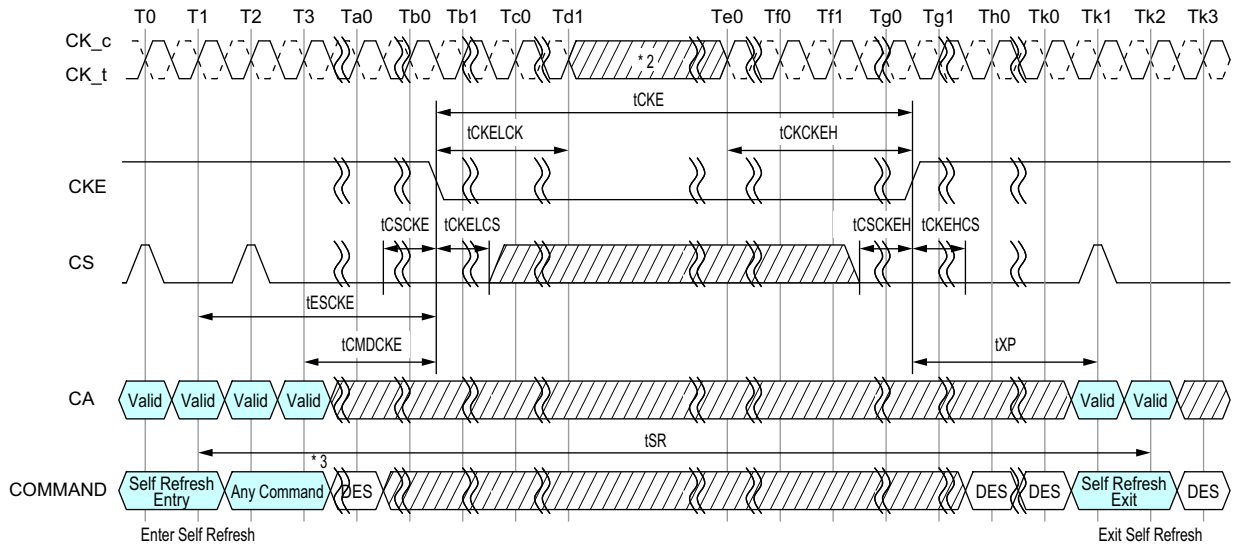 T0 T1 T2 T3 Ta0 Tb0 Tb1 Tc0 Td1 Te0 Tf0 Tf1 Tg0 Tg1 Th0 Tk0 Tk1 Tk2 Tk3
CK_c
CK_t
* 2
tCKE
tCKELCK
tCKCKEH
CKE
tCSCKE
tCKELCS
tCSCKEH
tCKEHCS
CS
tESCKE
tCMDCKE
tXP
CA
Valid Valid Valid Valid Valid Valid
tSR
* 3
COMMAND
Self Refresh
Entry
Any Command
DES
DES
DES
Self Refresh
Exit
DES
Enter Self Refresh
Exit Self Refresh